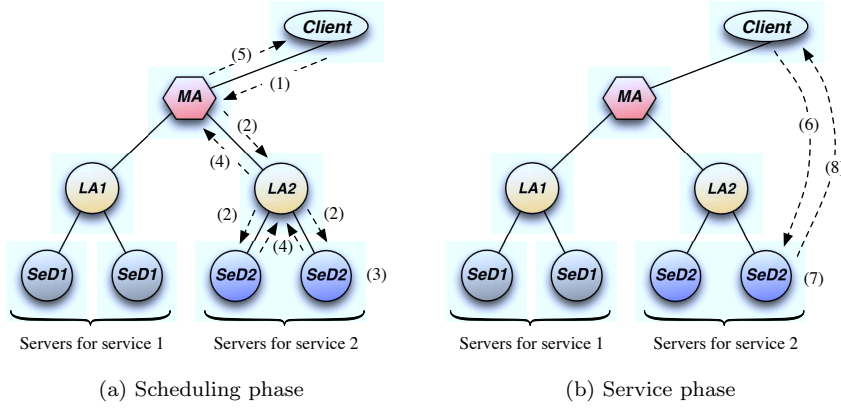 Client
(5)
(1)
MA
(2)
(4)
LA1
LA2
(2)
(2)
(4)
SeD1
SeD1
SeD2
SeD2
(3)
Servers for service 1
Servers for service 2
(a) Scheduling phase
Client
MA
(6)
(8)
LA1
LA2
SeD1
SeD1
SeD2
SeD2
(7)
Servers for service 1
Servers for service 2
(b) Service phase